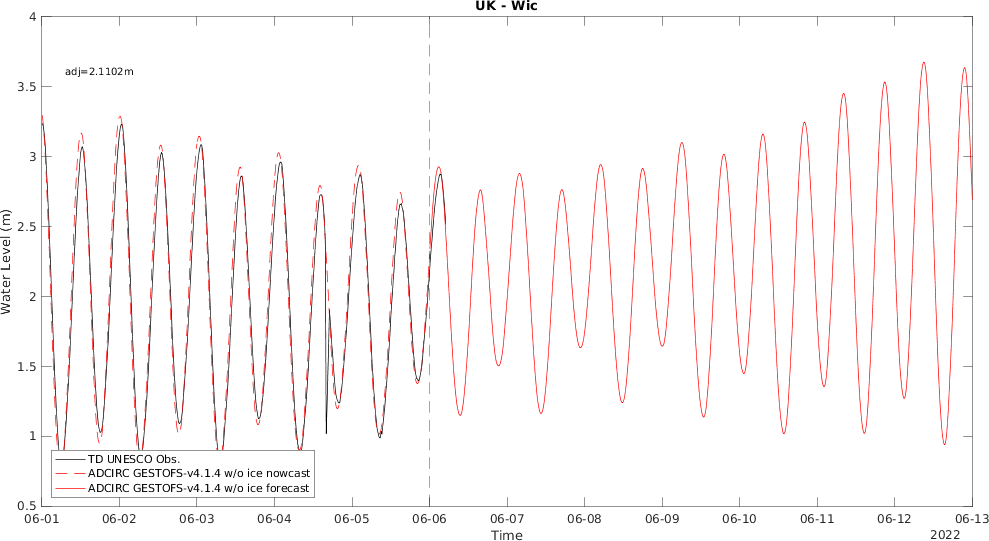 UK - Wic
4
adj=2.1102m
3.5
3
2.5
2
1.5
1
0.5
Water Level (m)
TD UNESCO Obs.
ADCIRC GESTOFS-v4.1.4 w/o ice nowcast
ADCIRC GESTOFS-v4.1.4 w/o ice forecast
06-01 06-02 06-03 06-04 06-05 06-06 06-07 06-08 06-09 06-10 06-11 06-12 06-13
Time
2022